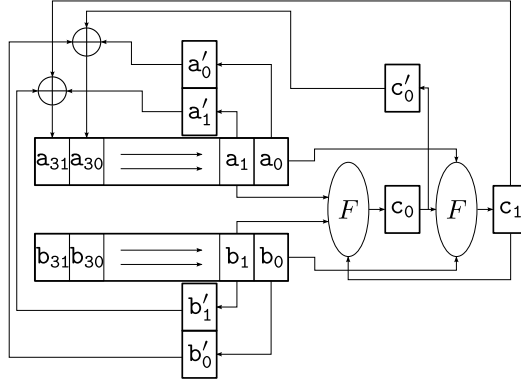 a′₀
a′₁
c′₀
a₃₁ a₃₀ a₁ a₀
F c₀ F c₁
b₃₁ b₃₀ b₁ b₀
b′₁
b′₀